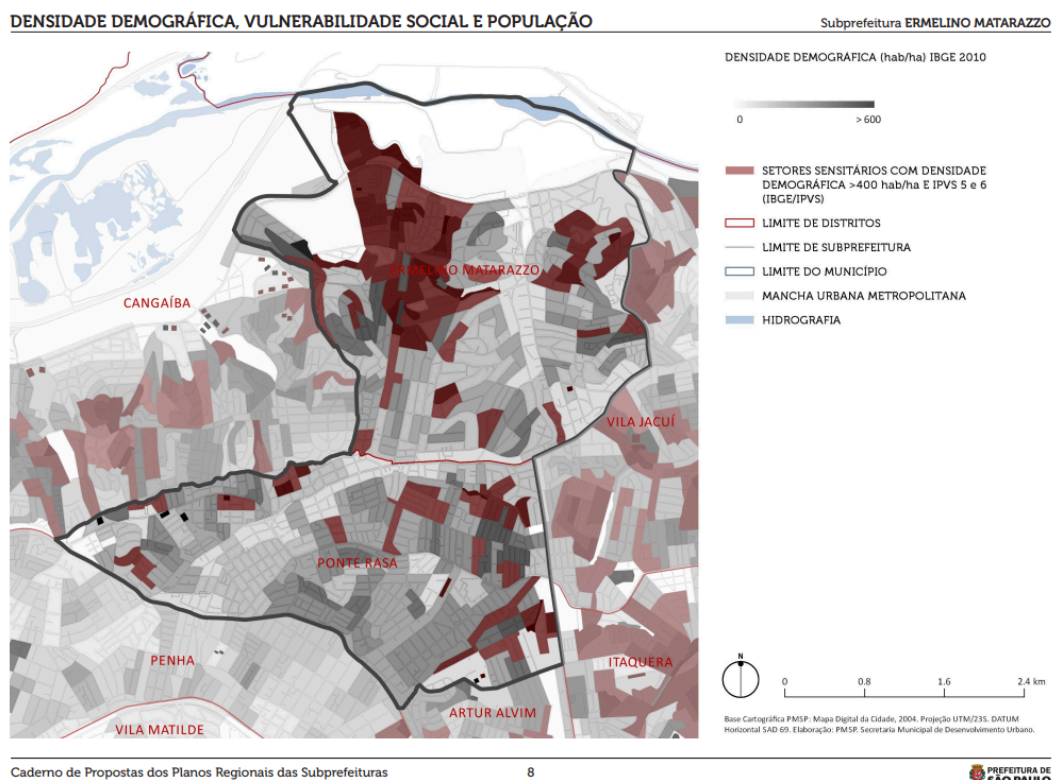 DENSIDADE DEMOGRÁFICA, VULNERABILIDADE SOCIAL E POPULAÇÃO
Subprefeitura ERMELINO MATARAZZO
DENSIDADE DEMOGRÁFICA (hab/ha) IBGE 2010
0 > 600
SETORES SENSITÁRIOS COM DENSIDADE
DEMOGRÁFICA >400 hab/ha E IPVS 5 e 6
(IBGE/IPVS)
LIMITE DE DISTRITOS
LIMITE DE SUBPREFEITURA
LIMITE DO MUNICÍPIO
MANCHA URBANA METROPOLITANA
HIDROGRAFIA
ERMELINO MATARAZZO
CANGAÍBA
VILA JACUÍ
PONTE RASA
PENHA
ITAQUERA
ARTUR ALVIM
VILA MATILDE
N
0 0.8 1.6 2.4 km
Base Cartográfica PMSP: Mapa Digital da Cidade, 2004. Projeção UTM/23S. DATUM
Horizontal SAD 69. Elaboração: PMSP. Secretaria Municipal de Desenvolvimento Urbano.
Caderno de Propostas dos Planos Regionais das Subprefeituras
8
PREFEITURA DE
SÃO PAULO